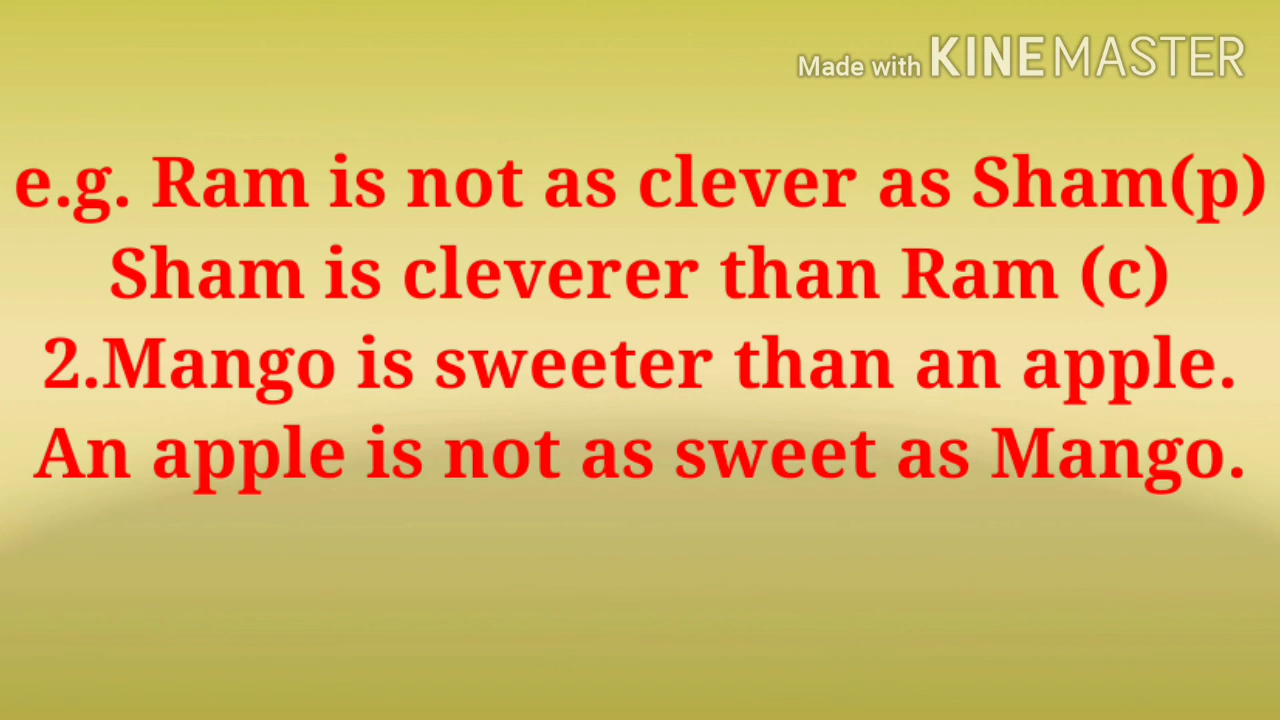 Made with KINEMASTER
e.g. Ram is not as clever as Sham(p)
Sham is cleverer than Ram (c)
2.Mango is sweeter than an apple.
An apple is not as sweet as Mango.